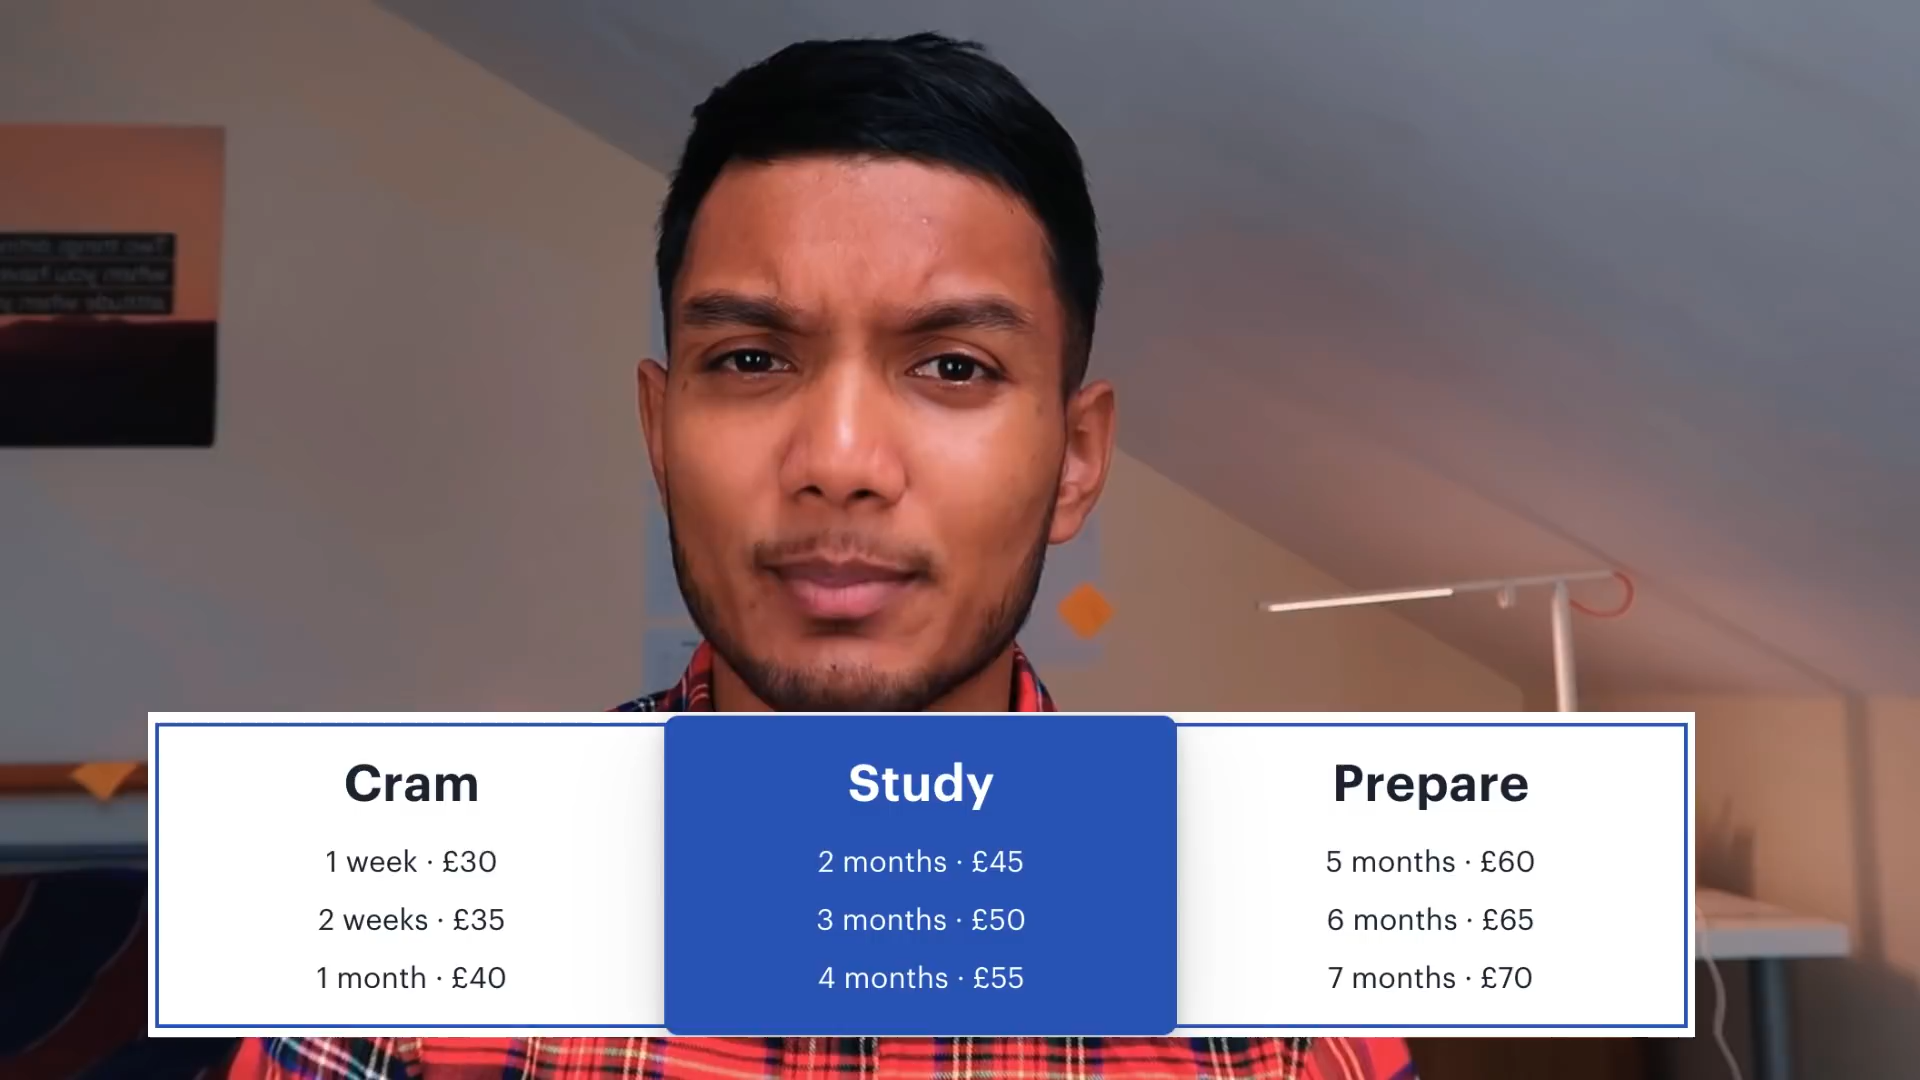 Cram
1 week · £30
2 weeks · £35
1 month · £40
Study
2 months · £45
3 months · £50
4 months · £55
Prepare
5 months · £60
6 months · £65
7 months · £70